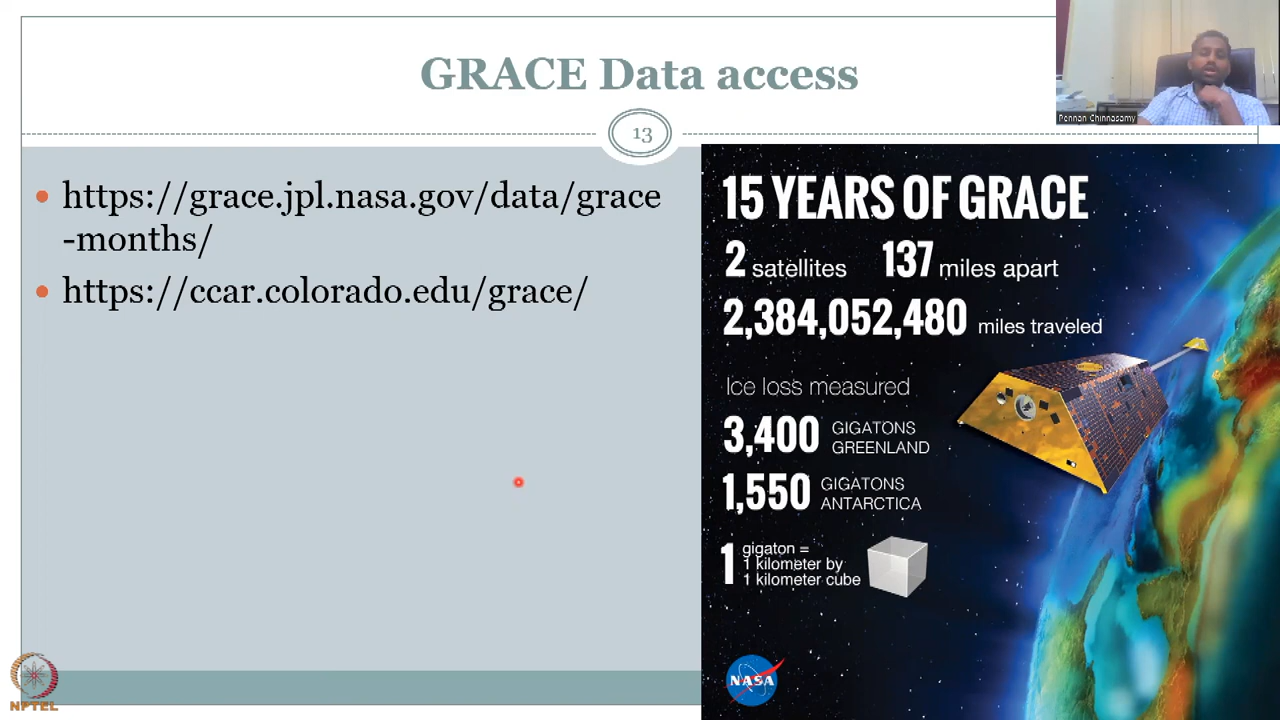 GRACE Data access
Pennan Chinnasamy
13
• https://grace.jpl.nasa.gov/data/grace
-months/
• https://ccar.colorado.edu/grace/
15 YEARS OF GRACE
2 satellites 137 miles apart
2,384,052,480 miles traveled
Ice loss measured
3,400 GIGATONS
GREENLAND
1,550 GIGATONS
ANTARCTICA
1 gigaton =
1 kilometer by
1 kilometer cube
NASA
NPTEL